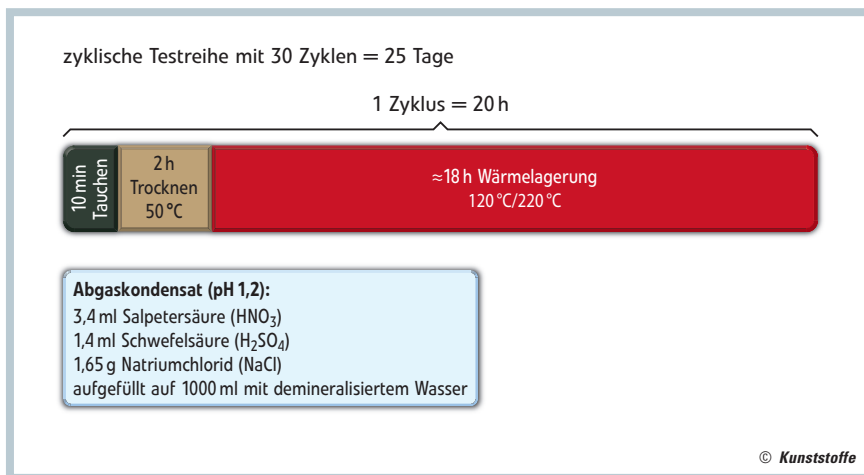 zyklische Testreihe mit 30 Zyklen = 25 Tage
1 Zyklus = 20 h
10 min
Tauchen
2 h
Trocknen
50 °C
≈18 h Wärmelagerung
120 °C/220 °C
Abgaskondensat (pH 1,2):
3,4 ml Salpetersäure (HNO₃)
1,4 ml Schwefelsäure (H₂SO₄)
1,65 g Natriumchlorid (NaCl)
aufgefüllt auf 1000 ml mit demineralisiertem Wasser
© Kunststoffe